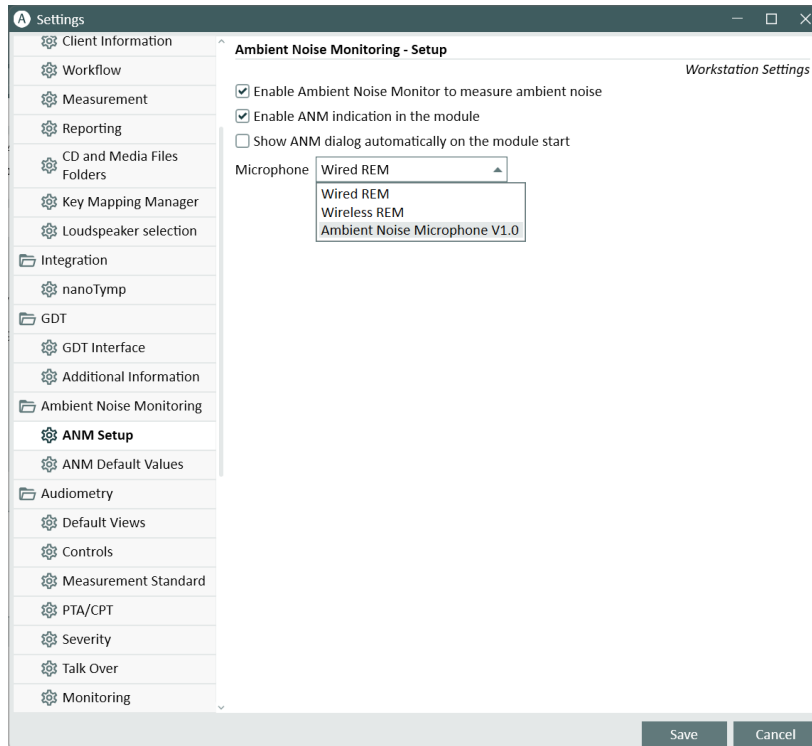 A Settings
Client Information
Workflow
Measurement
Reporting
CD and Media Files
Folders
Key Mapping Manager
Loudspeaker selection
Integration
nanoTymp
GDT
GDT Interface
Additional Information
Ambient Noise Monitoring
ANM Setup
ANM Default Values
Audiometry
Default Views
Controls
Measurement Standard
PTA/CPT
Severity
Talk Over
Monitoring
Ambient Noise Monitoring - Setup
Workstation Settings
Enable Ambient Noise Monitor to measure ambient noise
Enable ANM indication in the module
Show ANM dialog automatically on the module start
Microphone Wired REM
Wired REM
Wireless REM
Ambient Noise Microphone V1.0
Save Cancel